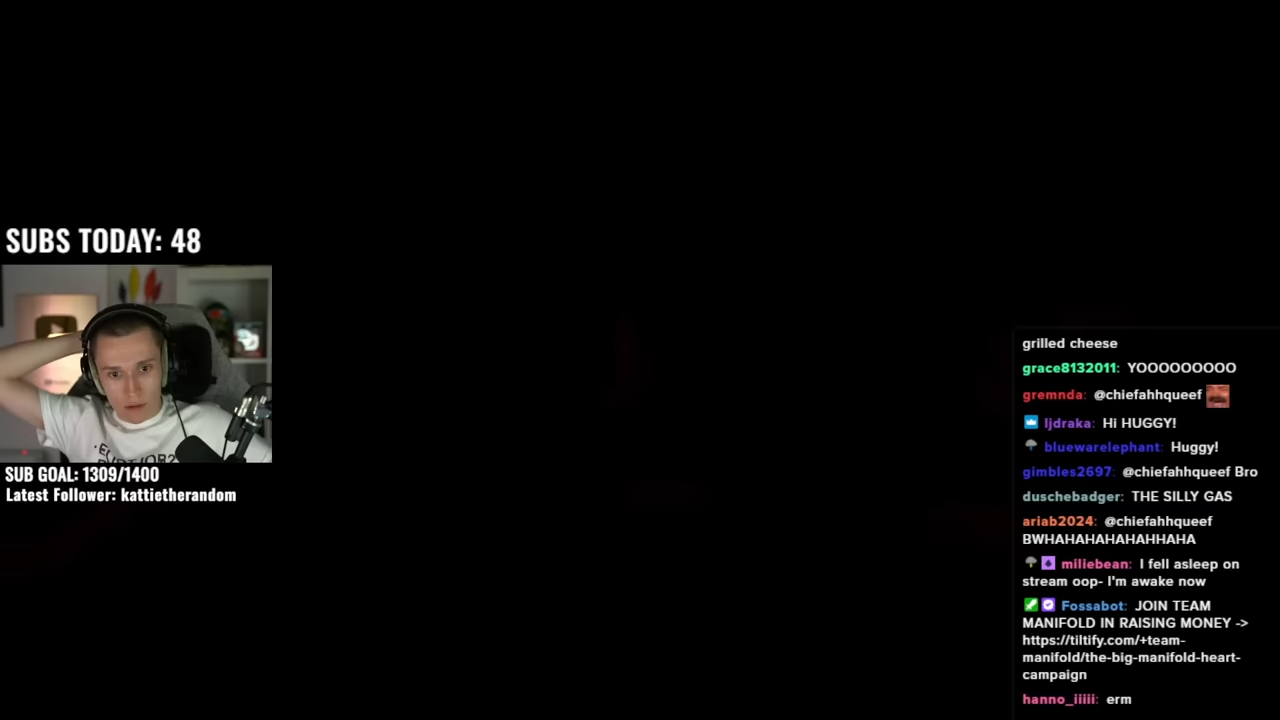 SUBS TODAY: 48
SUB GOAL: 1309/1400
Latest Follower: kattietherandom
grilled cheese
grace8132011: YOOOOOOOOO
gremnda: @chiefahhqueef
ljdraka: Hi HUGGY!
bluewarelephant: Huggy!
gimbles2697: @chiefahhqueef Bro
duschebadger: THE SILLY GAS
ariab2024: @chiefahhqueef
BWHAHAHAHAHAHHAHA
miliebean: I fell asleep on
stream oop- I'm awake now
Fossabot: JOIN TEAM
MANIFOLD IN RAISING MONEY ->
https://tiltify.com/+team-
manifold/the-big-manifold-heart-
campaign
hanno_iiiii: erm